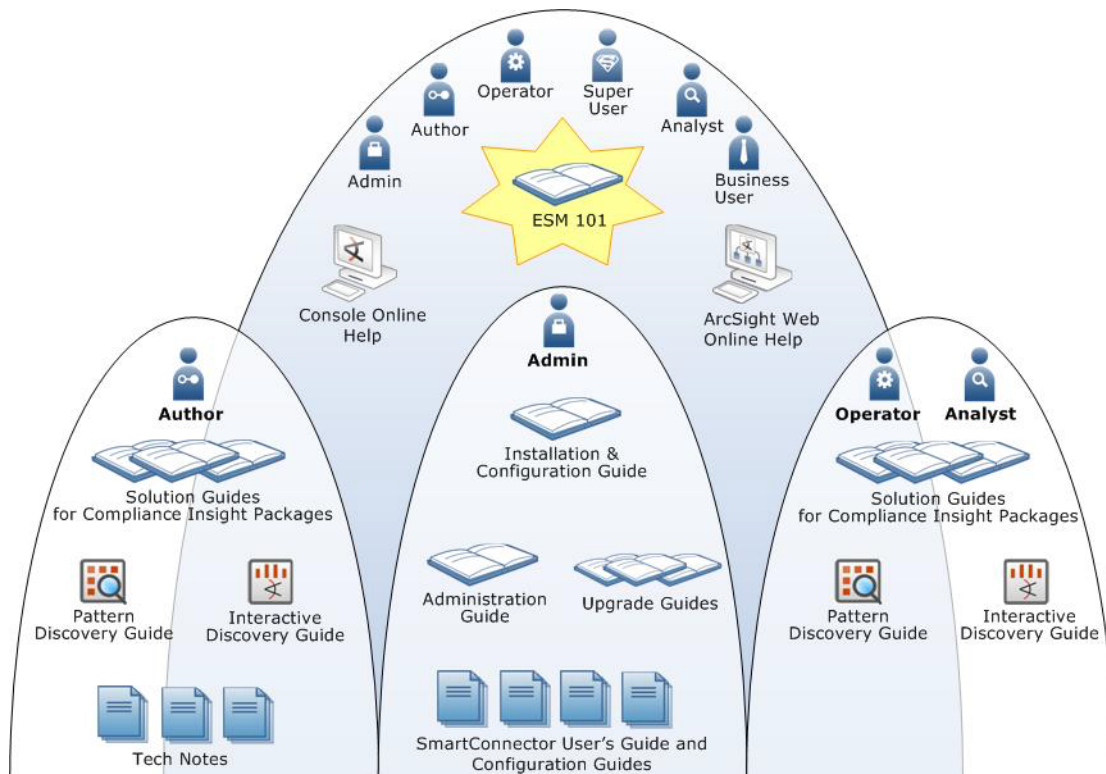 Operator
Super
User
Author
Analyst
Admin
Business
User
ESM 101
Console Online
Help
ArcSight Web
Online Help
Author
Solution Guides
for Compliance Insight Packages
Pattern
Discovery Guide
Interactive
Discovery Guide
Tech Notes
Admin
Installation &
Configuration Guide
Administration
Guide
Upgrade Guides
SmartConnector User's Guide and
Configuration Guides
Operator
Analyst
Solution Guides
for Compliance Insight Packages
Pattern
Discovery Guide
Interactive
Discovery Guide